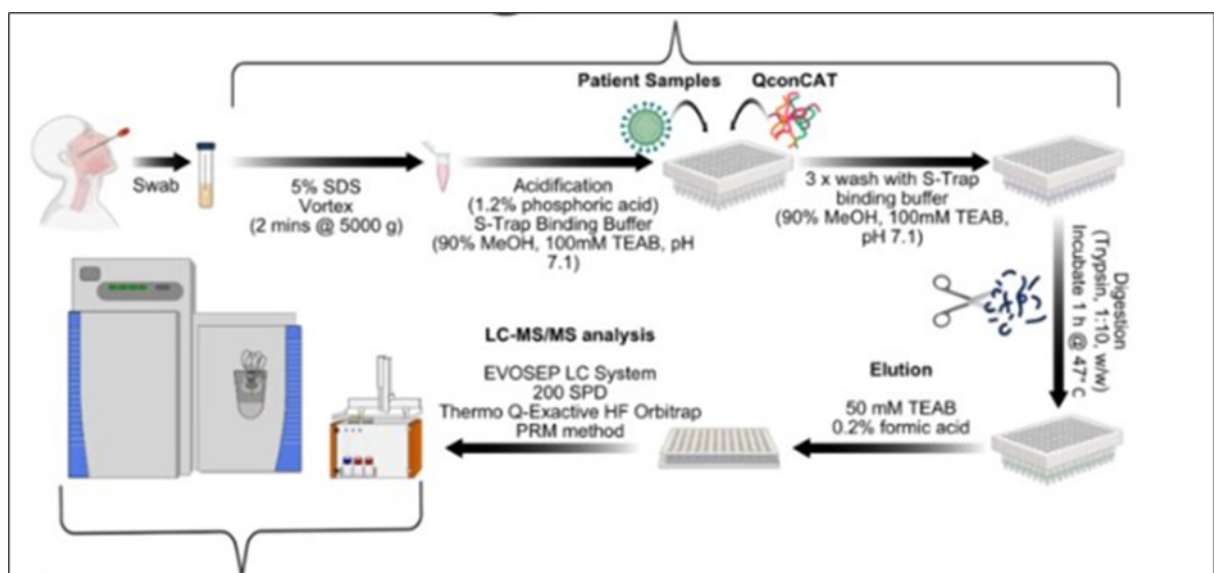 Patient Samples
QconCAT
Swab
5% SDS
Vortex
(2 mins @ 5000 g)
Acidification
(1.2% phosphoric acid)
S-Trap Binding Buffer
(90% MeOH, 100mM TEAB, pH
7.1)
3 x wash with S-Trap
binding buffer
(90% MeOH, 100mM TEAB,
pH 7.1)
Digestion
(Trypsin, 1:10, w/w)
Incubate 1 h @ 47° C
Elution
50 mM TEAB
0.2% formic acid
LC-MS/MS analysis
EVOSEP LC System
200 SPD
Thermo Q-Exactive HF Orbitrap
PRM method